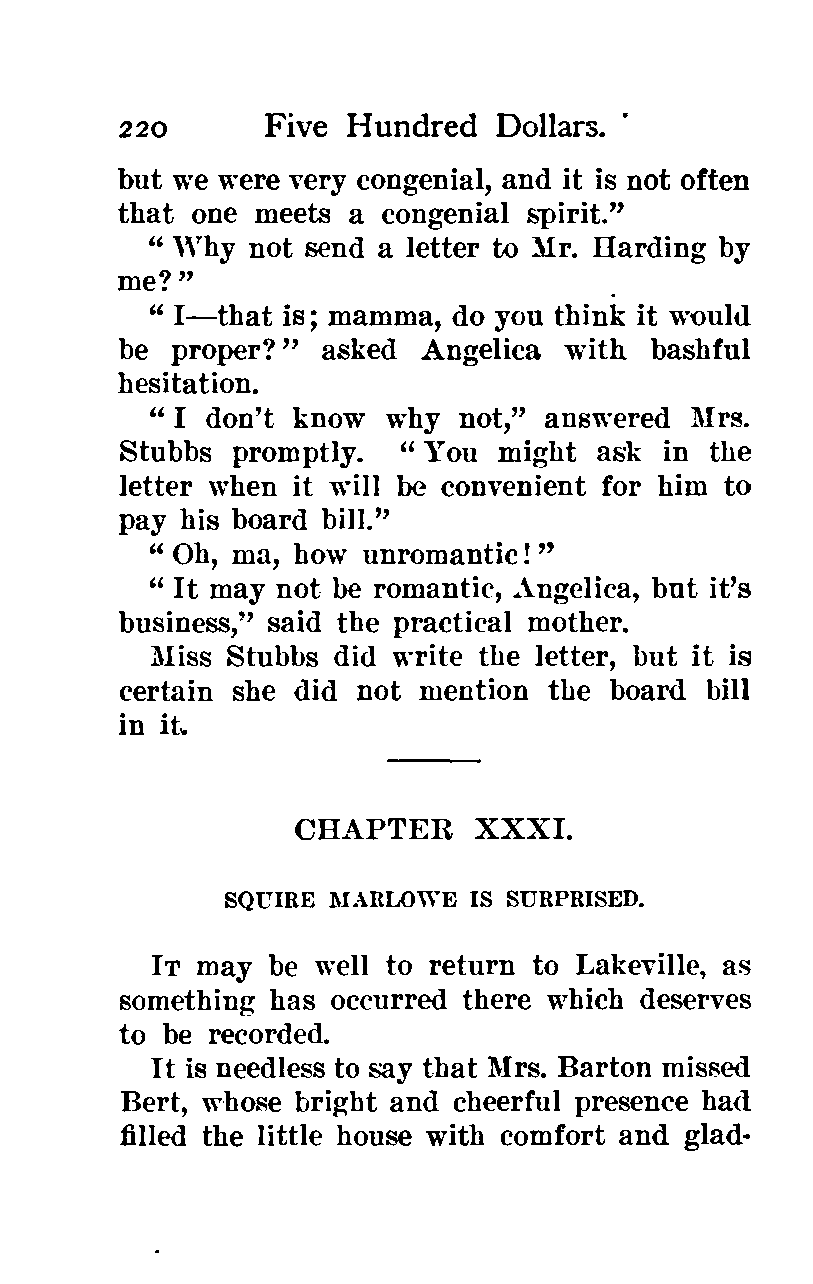 220 Five Hundred Dollars.
but we were very congenial, and it is not often
that one meets a congenial spirit.”
“ Why not send a letter to Mr. Harding by
me? ”
“ I—that is; mamma, do you think it would
be proper? ” asked Angelica with bashful
hesitation.
“ I don’t know why not,” answered Mrs.
Stubbs promptly. “ You might ask in the
letter when it will be convenient for him to
pay his board bill.”
“ Oh, ma, how unromantic! ”
“ It may not be romantic, Angelica, but it’s
business,” said the practical mother.
Miss Stubbs did write the letter, but it is
certain she did not mention the board bill
in it.
CHAPTER XXXI.
SQUIRE MARLOWE IS SURPRISED.
IT may be well to return to Lakeville, as
something has occurred there which deserves
to be recorded.
It is needless to say that Mrs. Barton missed
Bert, whose bright and cheerful presence had
filled the little house with comfort and glad-